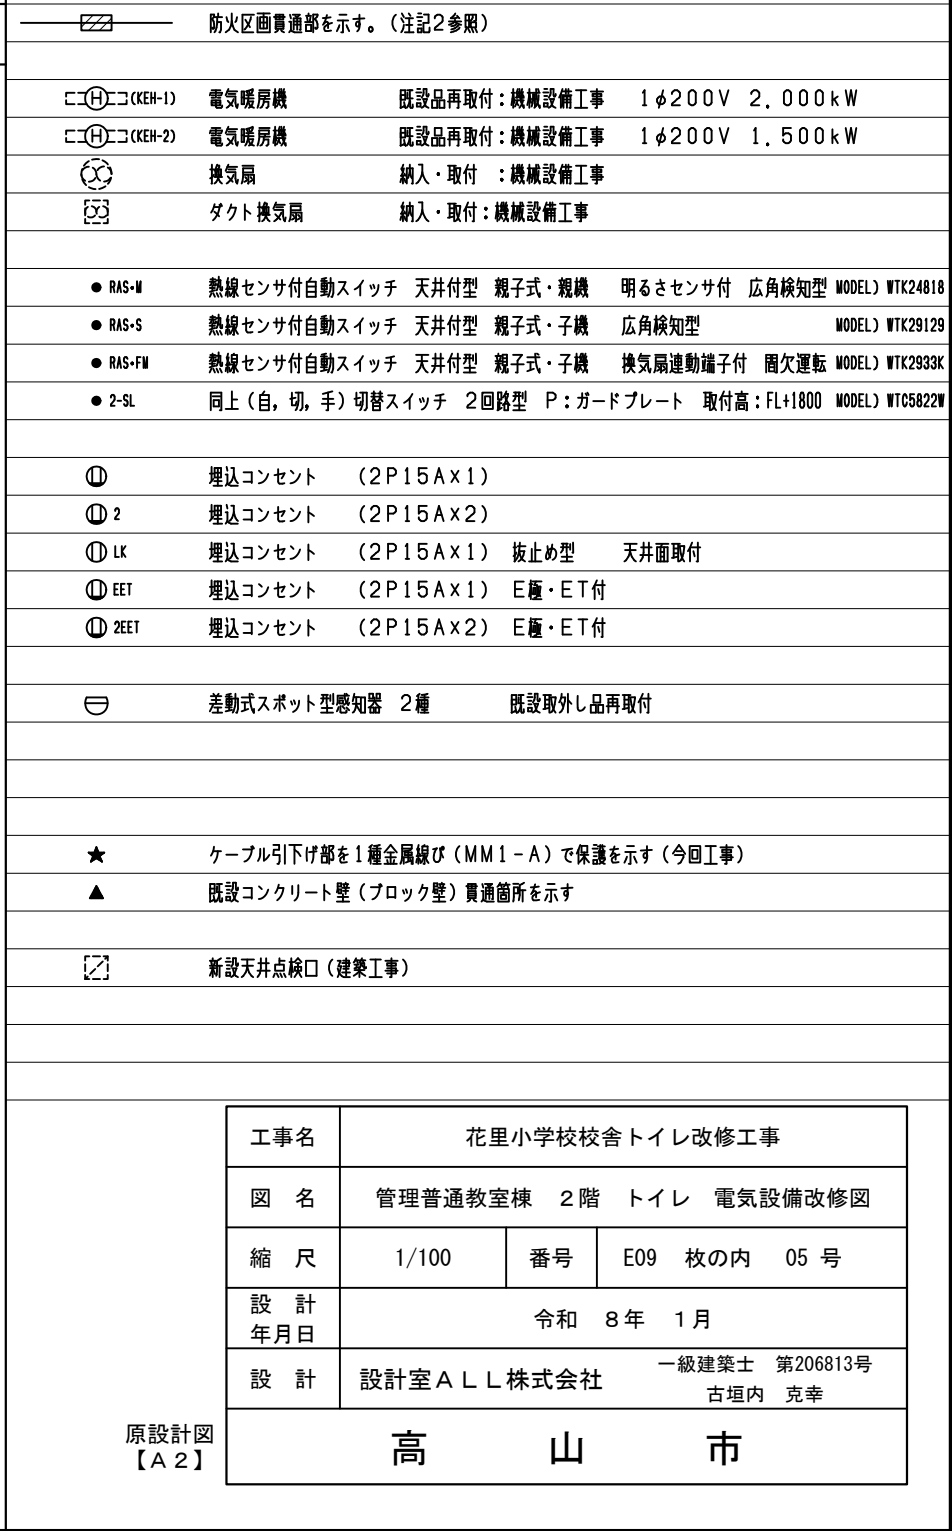 防火区画貫通部を示す。(注記2参照)
H (KEH-1) 電気暖房機 既設品再取付：機械設備工事 1φ200V 2.000kW
H (KEH-2) 電気暖房機 既設品再取付：機械設備工事 1φ200V 1.500kW
換気扇 納入・取付 ：機械設備工事
ダクト換気扇 納入・取付：機械設備工事
● RAS・M 熱線センサ付自動スイッチ 天井付型 親子式・親機 明るさセンサ付 広角検知型 MODEL) WTK24818
● RAS・S 熱線センサ付自動スイッチ 天井付型 親子式・子機 広角検知型 MODEL) WTK29129
● RAS・FM 熱線センサ付自動スイッチ 天井付型 親子式・子機 換気扇連動端子付 間欠運転 MODEL) WTK2933K
● 2-SL 同上(自, 切, 手)切替スイッチ 2回路型 P：ガードプレート 取付高：FL+1800 MODEL) WTC5822W
埋込コンセント (2P15A×1)
2 埋込コンセント (2P15A×2)
LK 埋込コンセント (2P15A×1) 抜止め型 天井面取付
EET 埋込コンセント (2P15A×1) E極・ET付
2EET 埋込コンセント (2P15A×2) E極・ET付
差動式スポット型感知器 2種 既設取外し品再取付
★ ケーブル引下げ部を1種金属線ぴ(MM1-A)で保護を示す(今回工事)
▲ 既設コンクリート壁(ブロック壁)貫通箇所を示す
新設天井点検口(建築工事)
工事名 花里小学校校舎トイレ改修工事
図 名 管理普通教室棟 2階 トイレ 電気設備改修図
縮 尺 1/100 番号 E09 枚の内 05 号
設 計
年月日 令和 8年 1月
設 計 設計室ALL株式会社 一級建築士 第206813号
古垣内 克幸
原設計図
【A2】
高 山 市